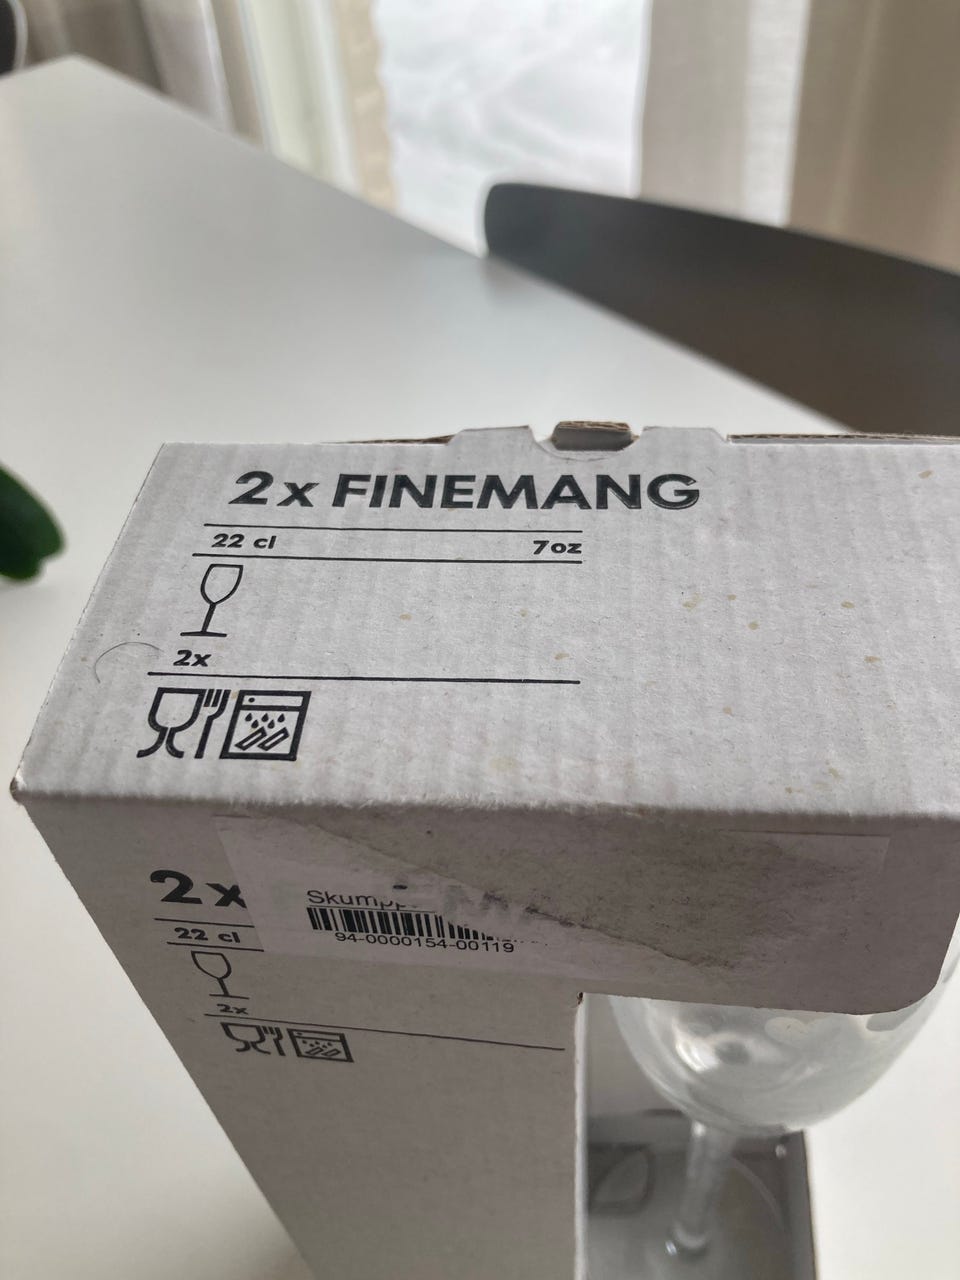 2x FINEMANG
22 cl 7oz
2x
2x
22 cl
2x
94-0000154-00119